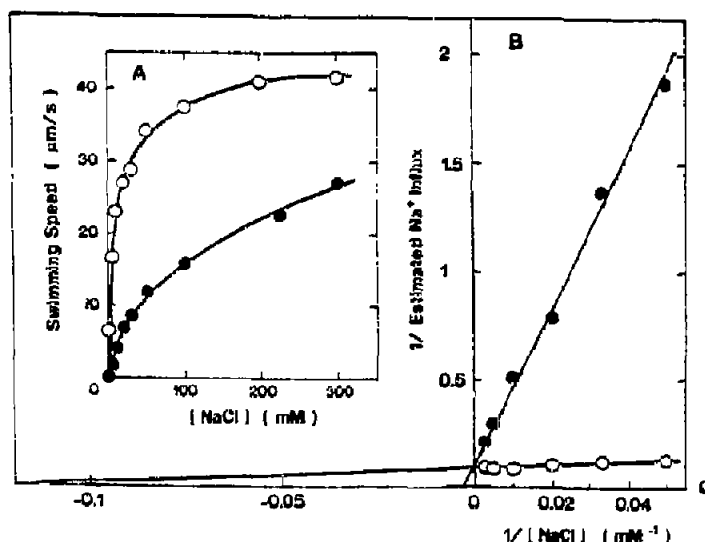 A
Swimming Speed ( μm/s )
40
30
20
10
0
100
200
300
[ NaCl ] ( mM )
B
1/ Estimated Na⁺ Influx
2
1.5
1
0.5
-0.1
-0.05
0
0.02
0.04
1/ [ NaCl ] ( mM⁻¹ )